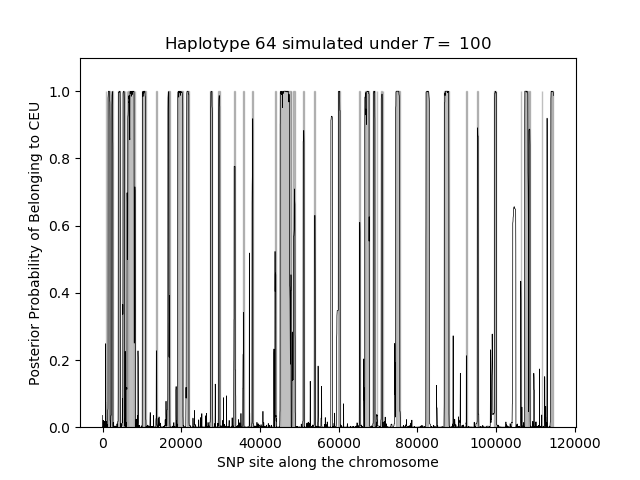 Haplotype 64 simulated under T = 100
Posterior Probability of Belonging to CEU
1.0
0.8
0.6
0.4
0.2
0.0
0 20000 40000 60000 80000 100000 120000
SNP site along the chromosome